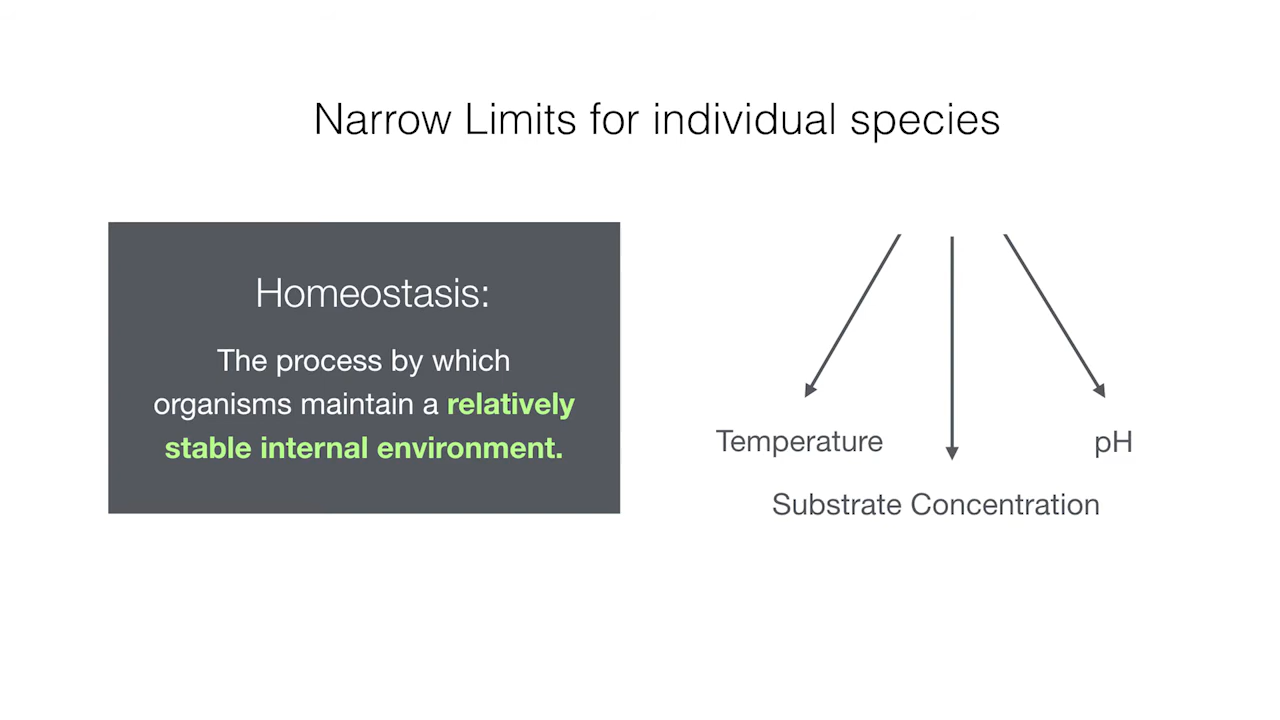 Narrow Limits for individual species
Homeostasis:
The process by which
organisms maintain a relatively
stable internal environment.
Temperature
pH
Substrate Concentration